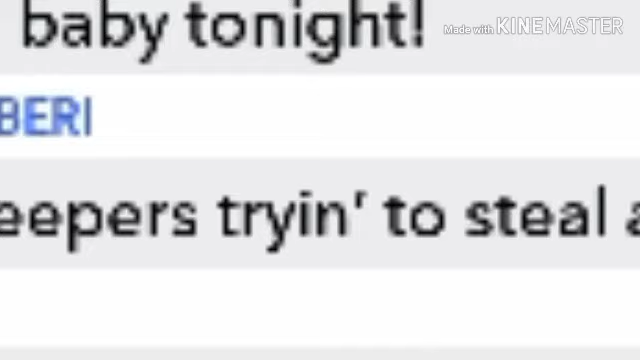 baby tonight!
Made with KINEMASTER
BERI
eepers tryin' to steal a